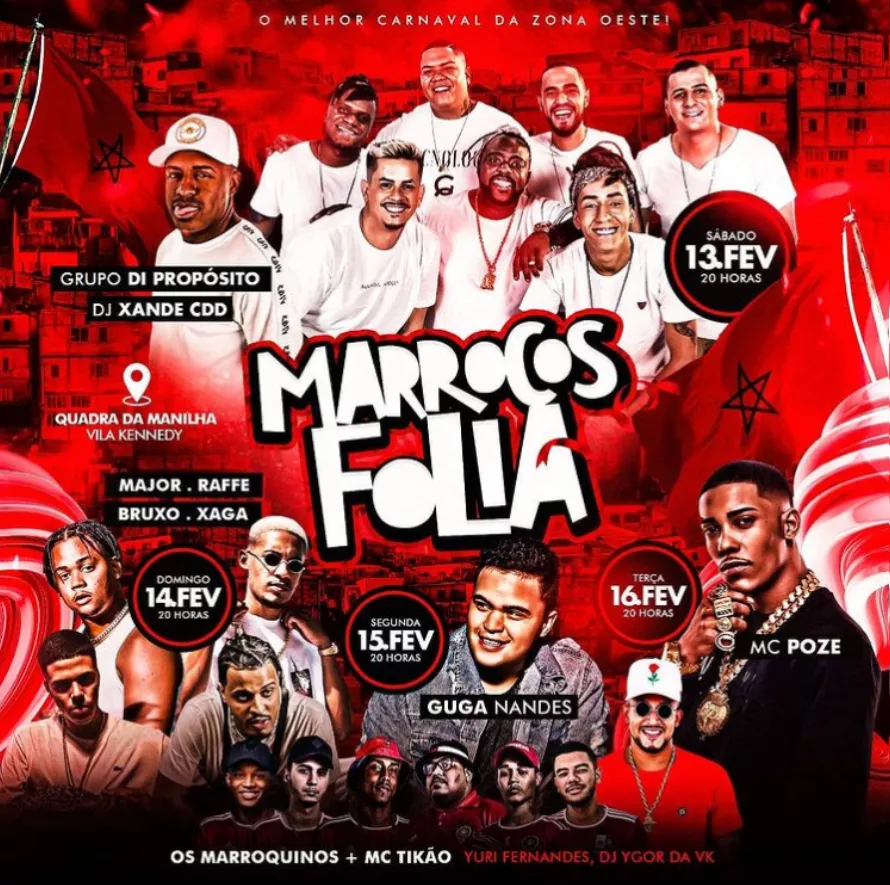 O MELHOR CARNAVAL DA ZONA OESTE!
SÁBADO
13.FEV
20 HORAS
GRUPO DI PROPÓSITO
DJ XANDE CDD
MARROCOS
FOLIA
QUADRA DA MANILHA
VILA KENNEDY
MAJOR . RAFFE
BRUXO . XAGA
DOMINGO
14.FEV
20 HORAS
SEGUNDA
15.FEV
20 HORAS
TERÇA
16.FEV
20 HORAS
MC POZE
GUGA NANDES
OS MARROQUINOS + MC TIKÃO YURI FERNANDES, DJ YGOR DA VK